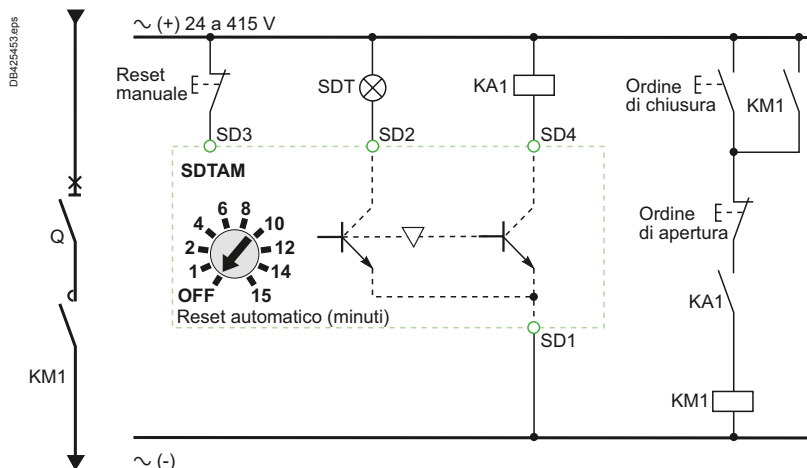 DB425453.eps
∼ (+) 24 a 415 V
Reset
manuale
SDT
KA1
Ordine
di chiusura
KM1
SD3
SD2
SD4
SDTAM
Q
6 8
4 10
2 12
1 14
OFF 15
Reset automatico (minuti)
Ordine
di apertura
KA1
SD1
KM1
KM1
∼ (-)